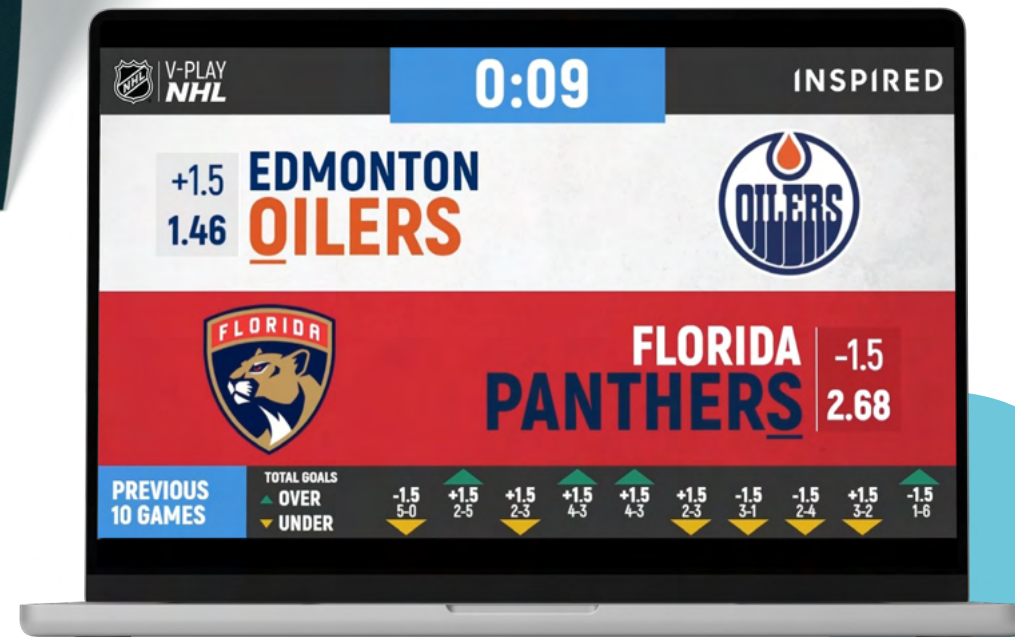 NHL
V-PLAY
NHL
0:09
INSPIRED
+1.5
1.46
EDMONTON
OILERS
OILERS
FLORIDA
FLORIDA
PANTHERS
-1.5
2.68
PREVIOUS
10 GAMES
TOTAL GOALS
OVER
UNDER
-1.5 +1.5 +1.5 +1.5 +1.5 +1.5 -1.5 -1.5 +1.5 -1.5
5-0 2-5 2-3 4-3 4-3 2-3 3-1 2-4 3-2 1-6